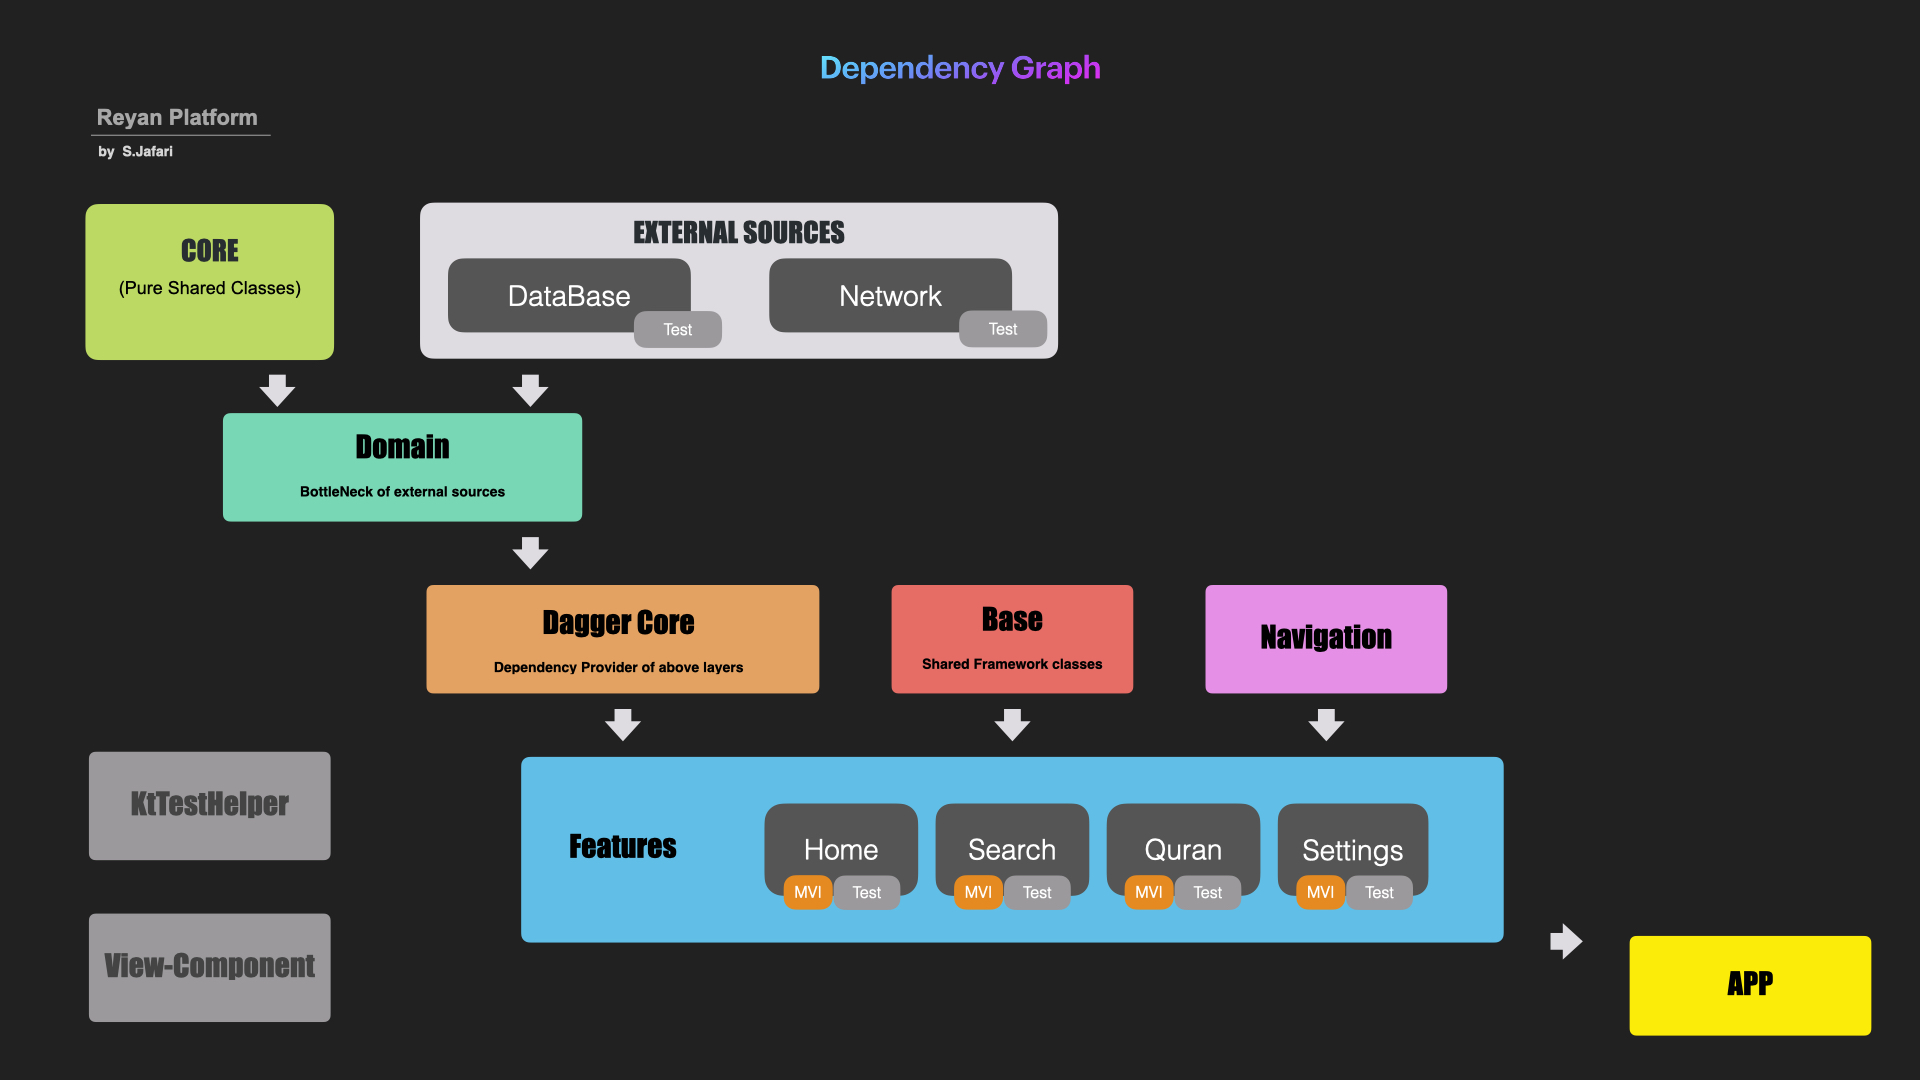 Dependency Graph
Reyan Platform
by S.Jafari
CORE
(Pure Shared Classes)
EXTERNAL SOURCES
DataBase
Test
Network
Test
Domain
BottleNeck of external sources
Dagger Core
Dependency Provider of above layers
Base
Shared Framework classes
Navigation
KtTestHelper
View-Component
Features
Home
MVI
Test
Search
MVI
Test
Quran
MVI
Test
Settings
MVI
Test
APP